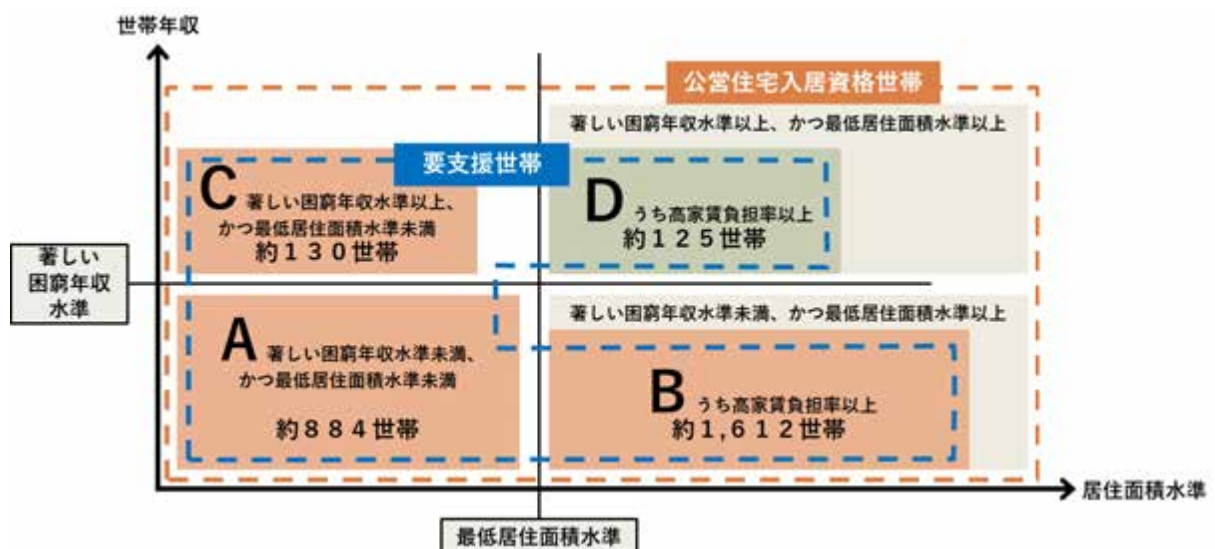 世帯年収
公営住宅入居資格世帯
著しい困窮年収水準以上、かつ最低居住面積水準以上
要支援世帯
C 著しい困窮年収水準以上、
かつ最低居住面積水準未満
約130世帯
D うち高家賃負担率以上
約125世帯
著しい
困窮年収
水準
著しい困窮年収水準未満、かつ最低居住面積水準以上
A 著しい困窮年収水準未満、
かつ最低居住面積水準未満
約884世帯
B うち高家賃負担率以上
約1,612世帯
居住面積水準
最低居住面積水準